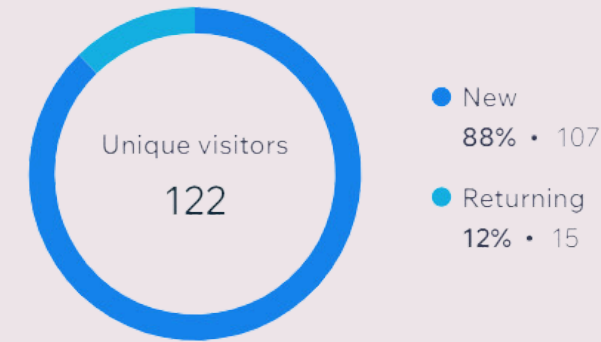 Unique visitors
122
New
88% • 107
Returning
12% • 15